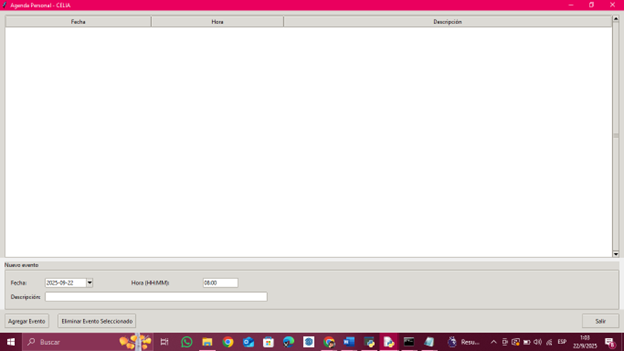 Agenda Personal - CELIA
Fecha Hora Descripción
Nuevo evento
Fecha: 2025-09-22 Hora (HH:MM): 08:00
Descripción:
Agregar Evento Eliminar Evento Seleccionado Salir
Buscar Resu... ESP 1:03
22/9/2025